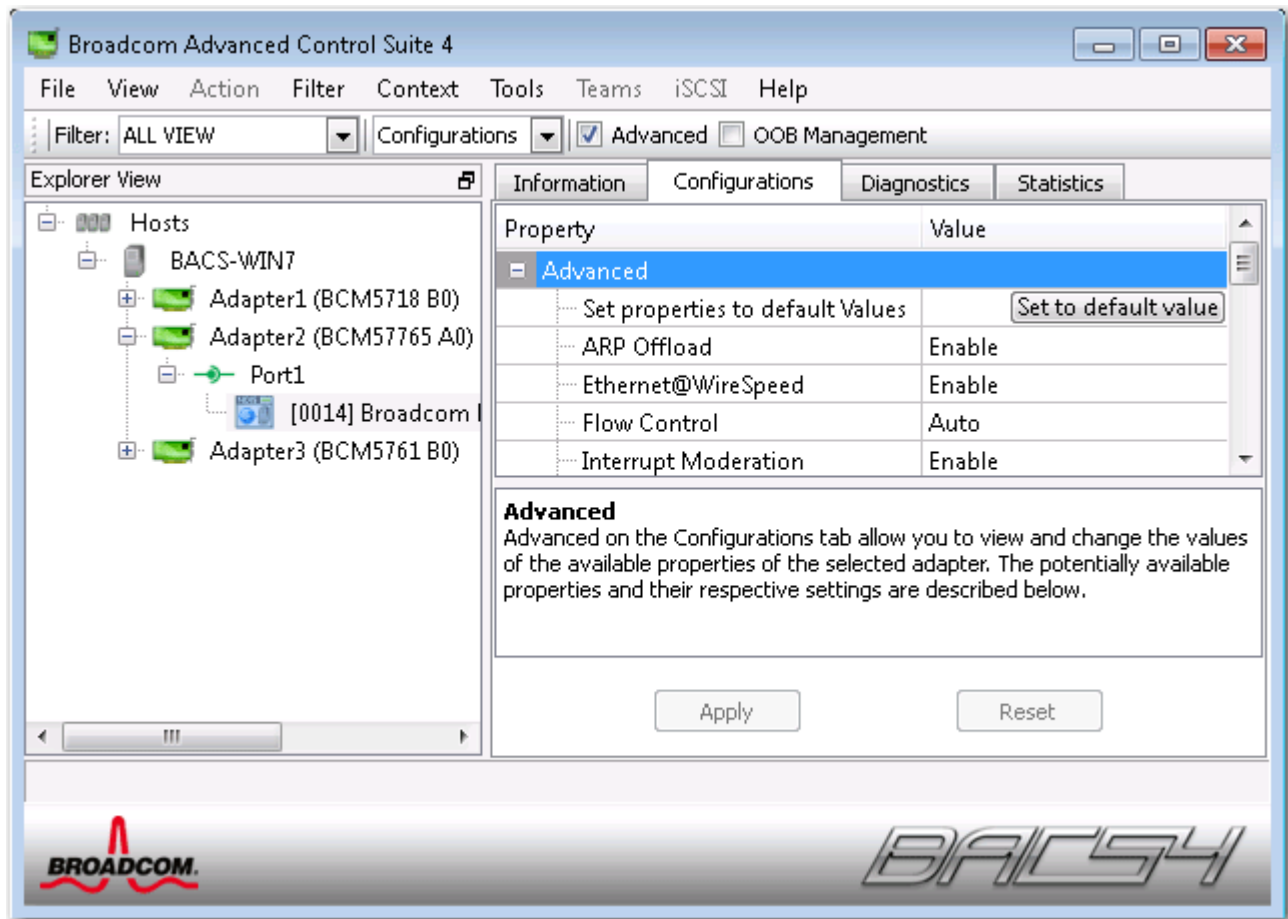 Broadcom Advanced Control Suite 4
File View Action Filter Context Tools Teams iSCSI Help
Filter: ALL VIEW Configurations Advanced OOB Management
Explorer View
Hosts
BACS-WIN7
Adapter1 (BCM5718 B0)
Adapter2 (BCM57765 A0)
Port1
[0014] Broadcom
Adapter3 (BCM5761 B0)
Information Configurations Diagnostics Statistics
Property Value
Advanced
Set properties to default Values Set to default value
ARP Offload Enable
Ethernet@WireSpeed Enable
Flow Control Auto
Interrupt Moderation Enable
Advanced
Advanced on the Configurations tab allow you to view and change the values
of the available properties of the selected adapter. The potentially available
properties and their respective settings are described below.
Apply Reset
BROADCOM. BACS4